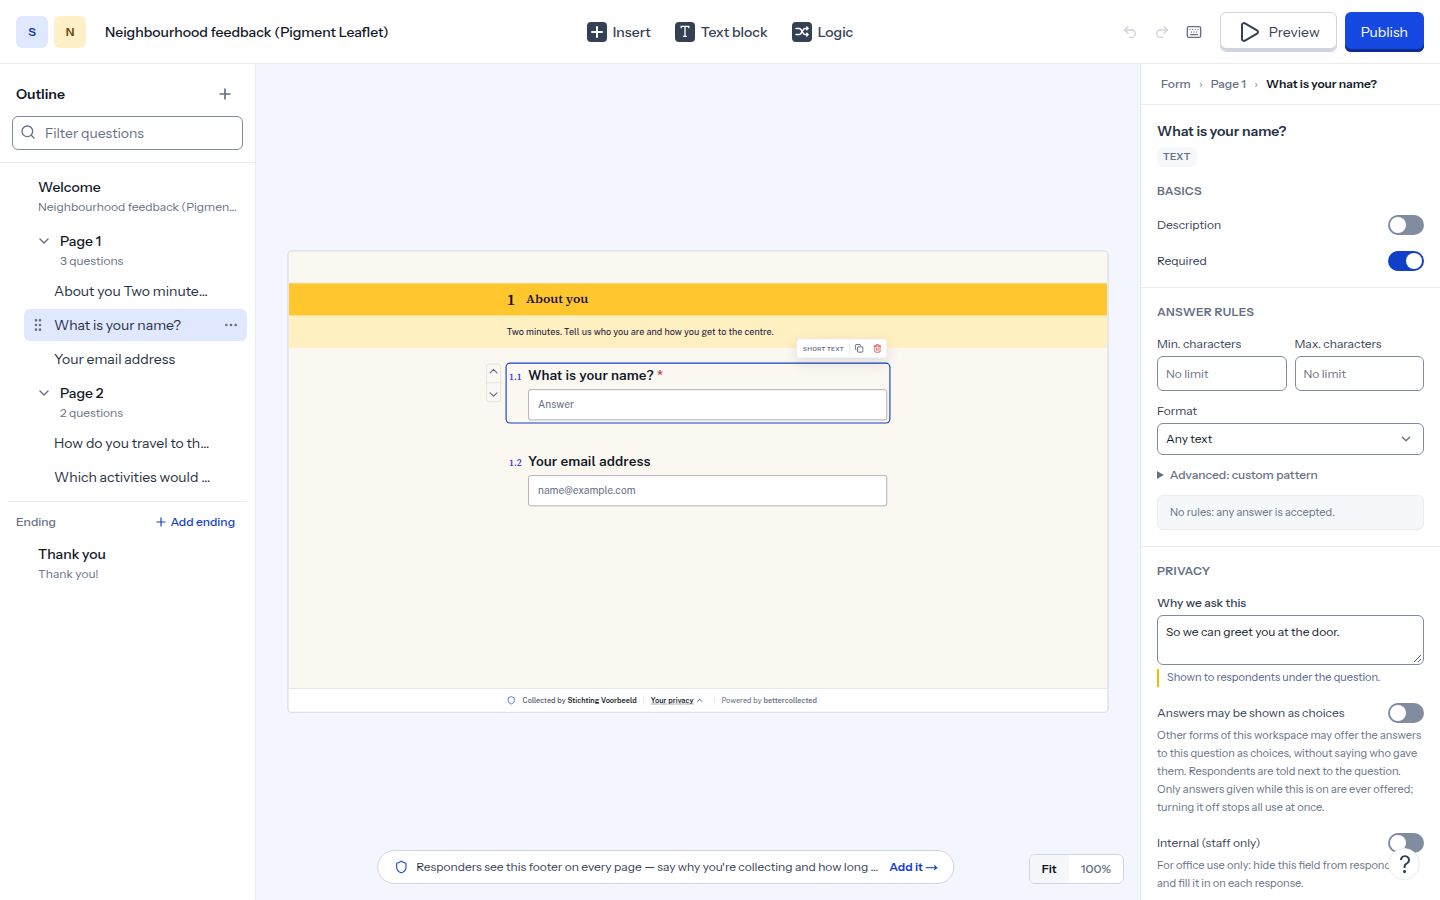 S N Neighbourhood feedback (Pigment Leaflet)
Insert
Text block
Logic
Preview
Publish
Outline
Filter questions
Welcome
Neighbourhood feedback (Pigmen...
Page 1
3 questions
About you Two minute...
What is your name?
Your email address
Page 2
2 questions
How do you travel to th...
Which activities would ...
Ending
Add ending
Thank you
Thank you!
1 About you
Two minutes. Tell us who you are and how you get to the centre.
SHORT TEXT
1.1 What is your name? *
Answer
1.2 Your email address
name@example.com
Collected by Stichting Voorbeeld
Your privacy
Powered by bettercollected
Responders see this footer on every page — say why you're collecting and how long ...
Add it →
Fit
100%
Form › Page 1 › What is your name?
What is your name?
TEXT
BASICS
Description
Required
ANSWER RULES
Min. characters
Max. characters
No limit
No limit
Format
Any text
Advanced: custom pattern
No rules: any answer is accepted.
PRIVACY
Why we ask this
So we can greet you at the door.
Shown to respondents under the question.
Answers may be shown as choices
Other forms of this workspace may offer the answers
to this question as choices, without saying who gave
them. Respondents are told next to the question.
Only answers given while this is on are ever offered;
turning it off stops all use at once.
Internal (staff only)
For office use only: hide this field from respon
and fill it in on each response.
?